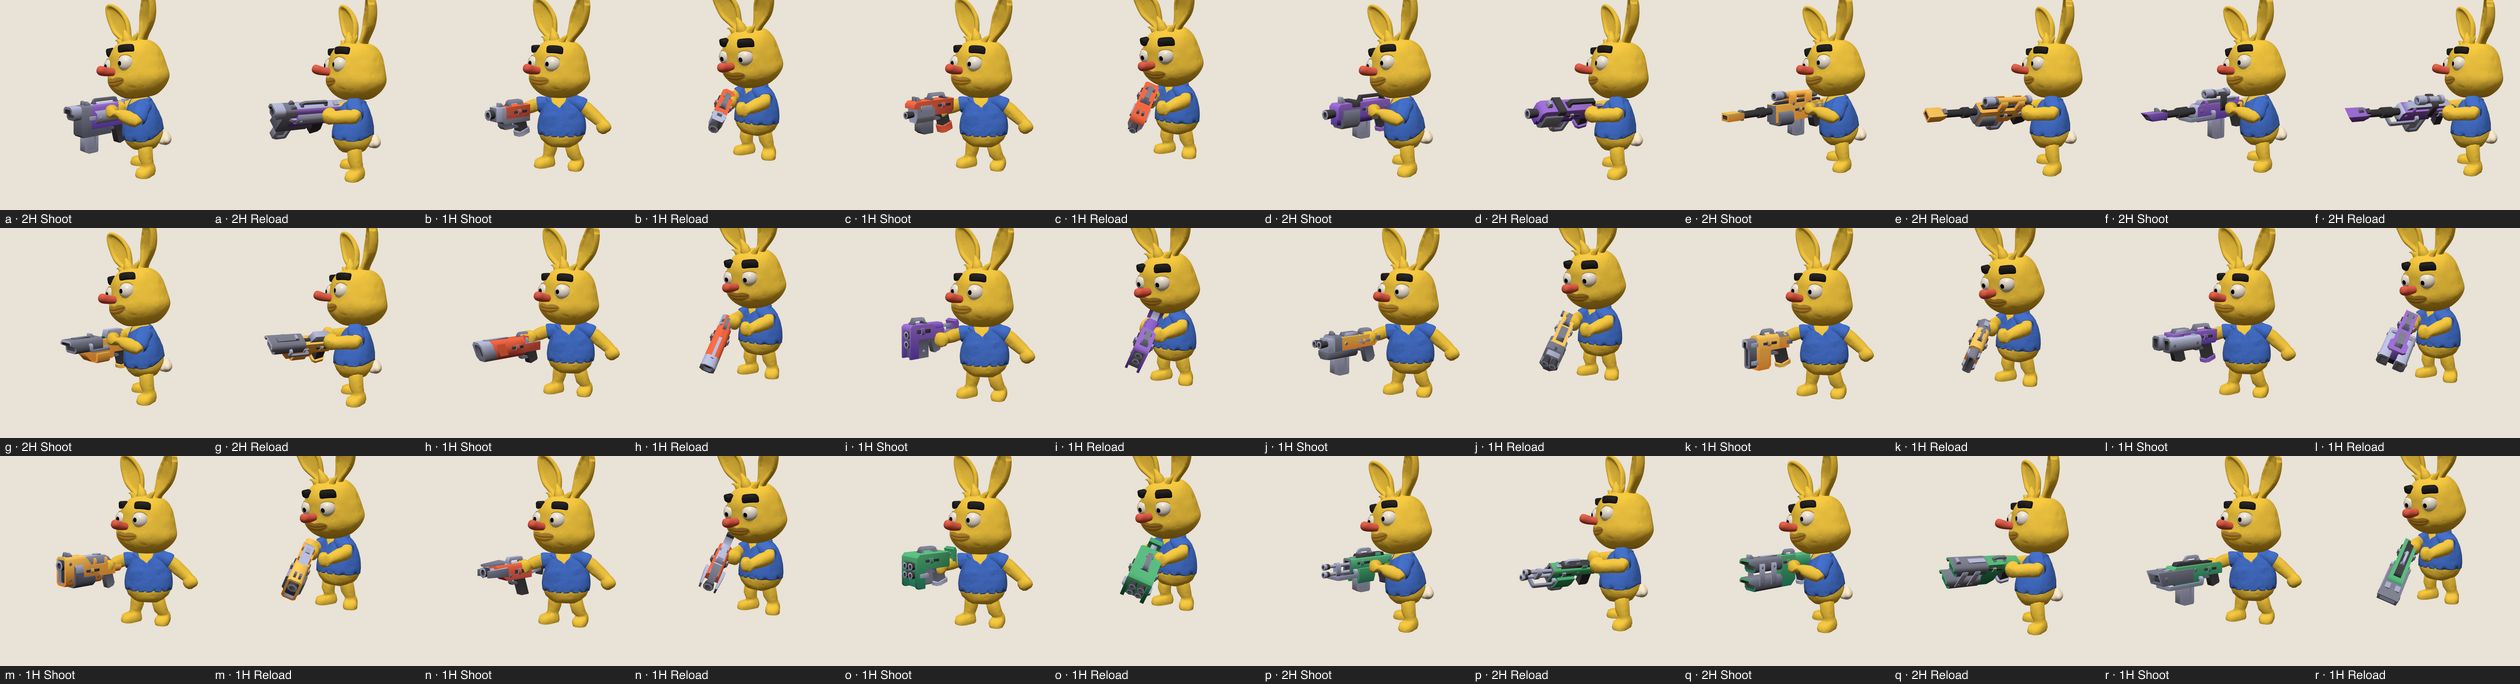 a · 2H Shoot
a · 2H Reload
b · 1H Shoot
b · 1H Reload
c · 1H Shoot
c · 1H Reload
d · 2H Shoot
d · 2H Reload
e · 2H Shoot
e · 2H Reload
f · 2H Shoot
f · 2H Reload
g · 2H Shoot
g · 2H Reload
h · 1H Shoot
h · 1H Reload
i · 1H Shoot
i · 1H Reload
j · 1H Shoot
j · 1H Reload
k · 1H Shoot
k · 1H Reload
l · 1H Shoot
l · 1H Reload
m · 1H Shoot
m · 1H Reload
n · 1H Shoot
n · 1H Reload
o · 1H Shoot
o · 1H Reload
p · 2H Shoot
p · 2H Reload
q · 2H Shoot
q · 2H Reload
r · 1H Shoot
r · 1H Reload